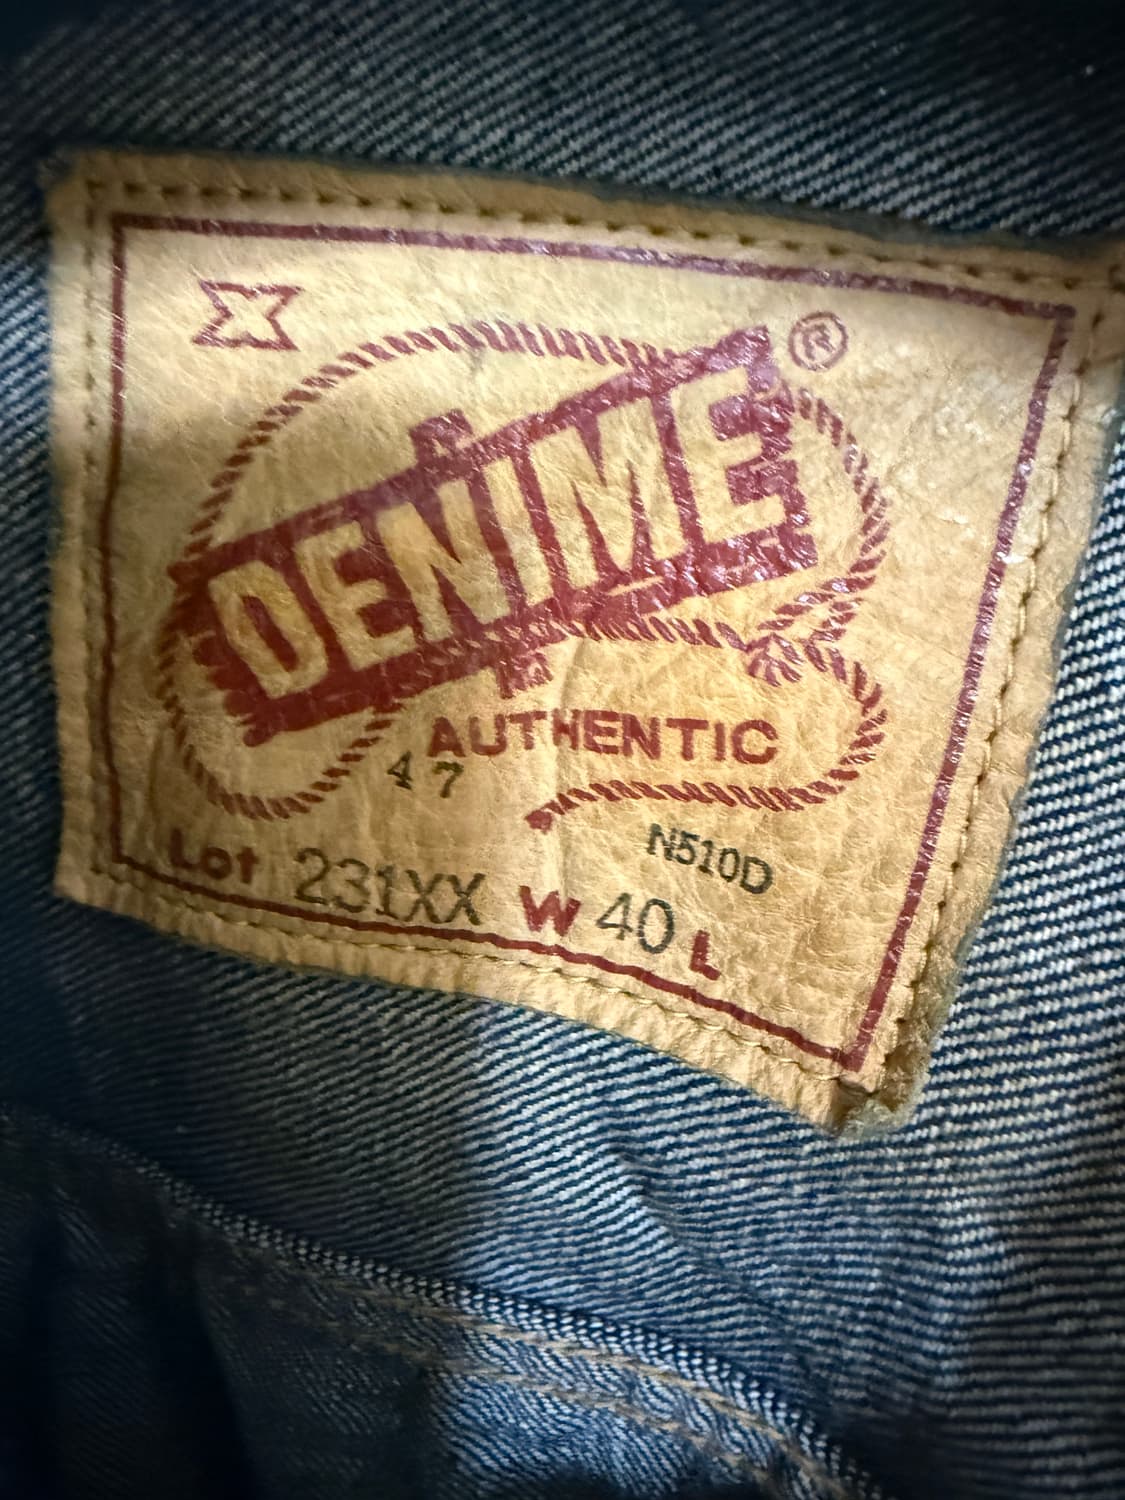 X
DENIME ®
AUTHENTIC
47
N510D
Lot 231XX W 40 L